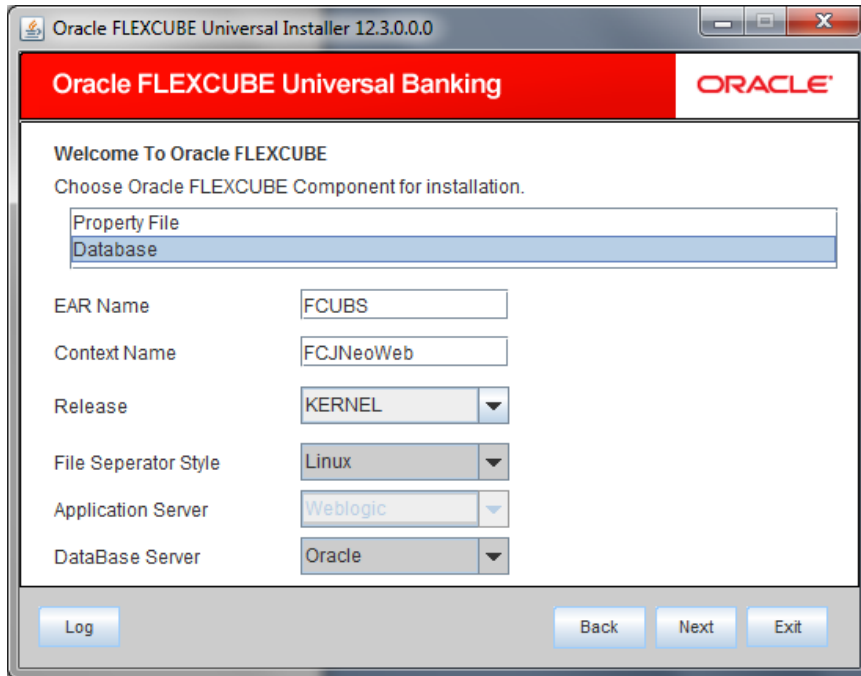 Oracle FLEXCUBE Universal Installer 12.3.0.0.0
Oracle FLEXCUBE Universal Banking
ORACLE
Welcome To Oracle FLEXCUBE
Choose Oracle FLEXCUBE Component for installation.
Property File
Database
EAR Name FCUBS
Context Name FCJNeoWeb
Release KERNEL
File Seperator Style Linux
Application Server Weblogic
DataBase Server Oracle
Log Back Next Exit